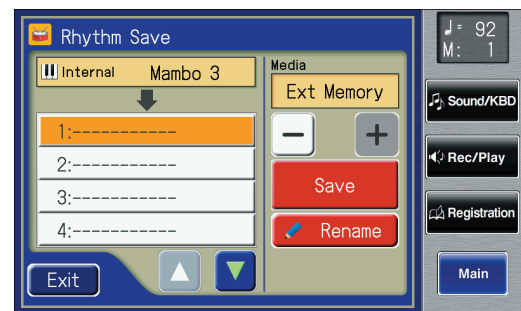 Rhythm Save
Internal Mambo 3
1:-----------
2:-----------
3:-----------
4:-----------
Exit
Media
Ext Memory
Save
Rename
♩= 92
M: 1
Sound/KBD
Rec/Play
Registration
Main